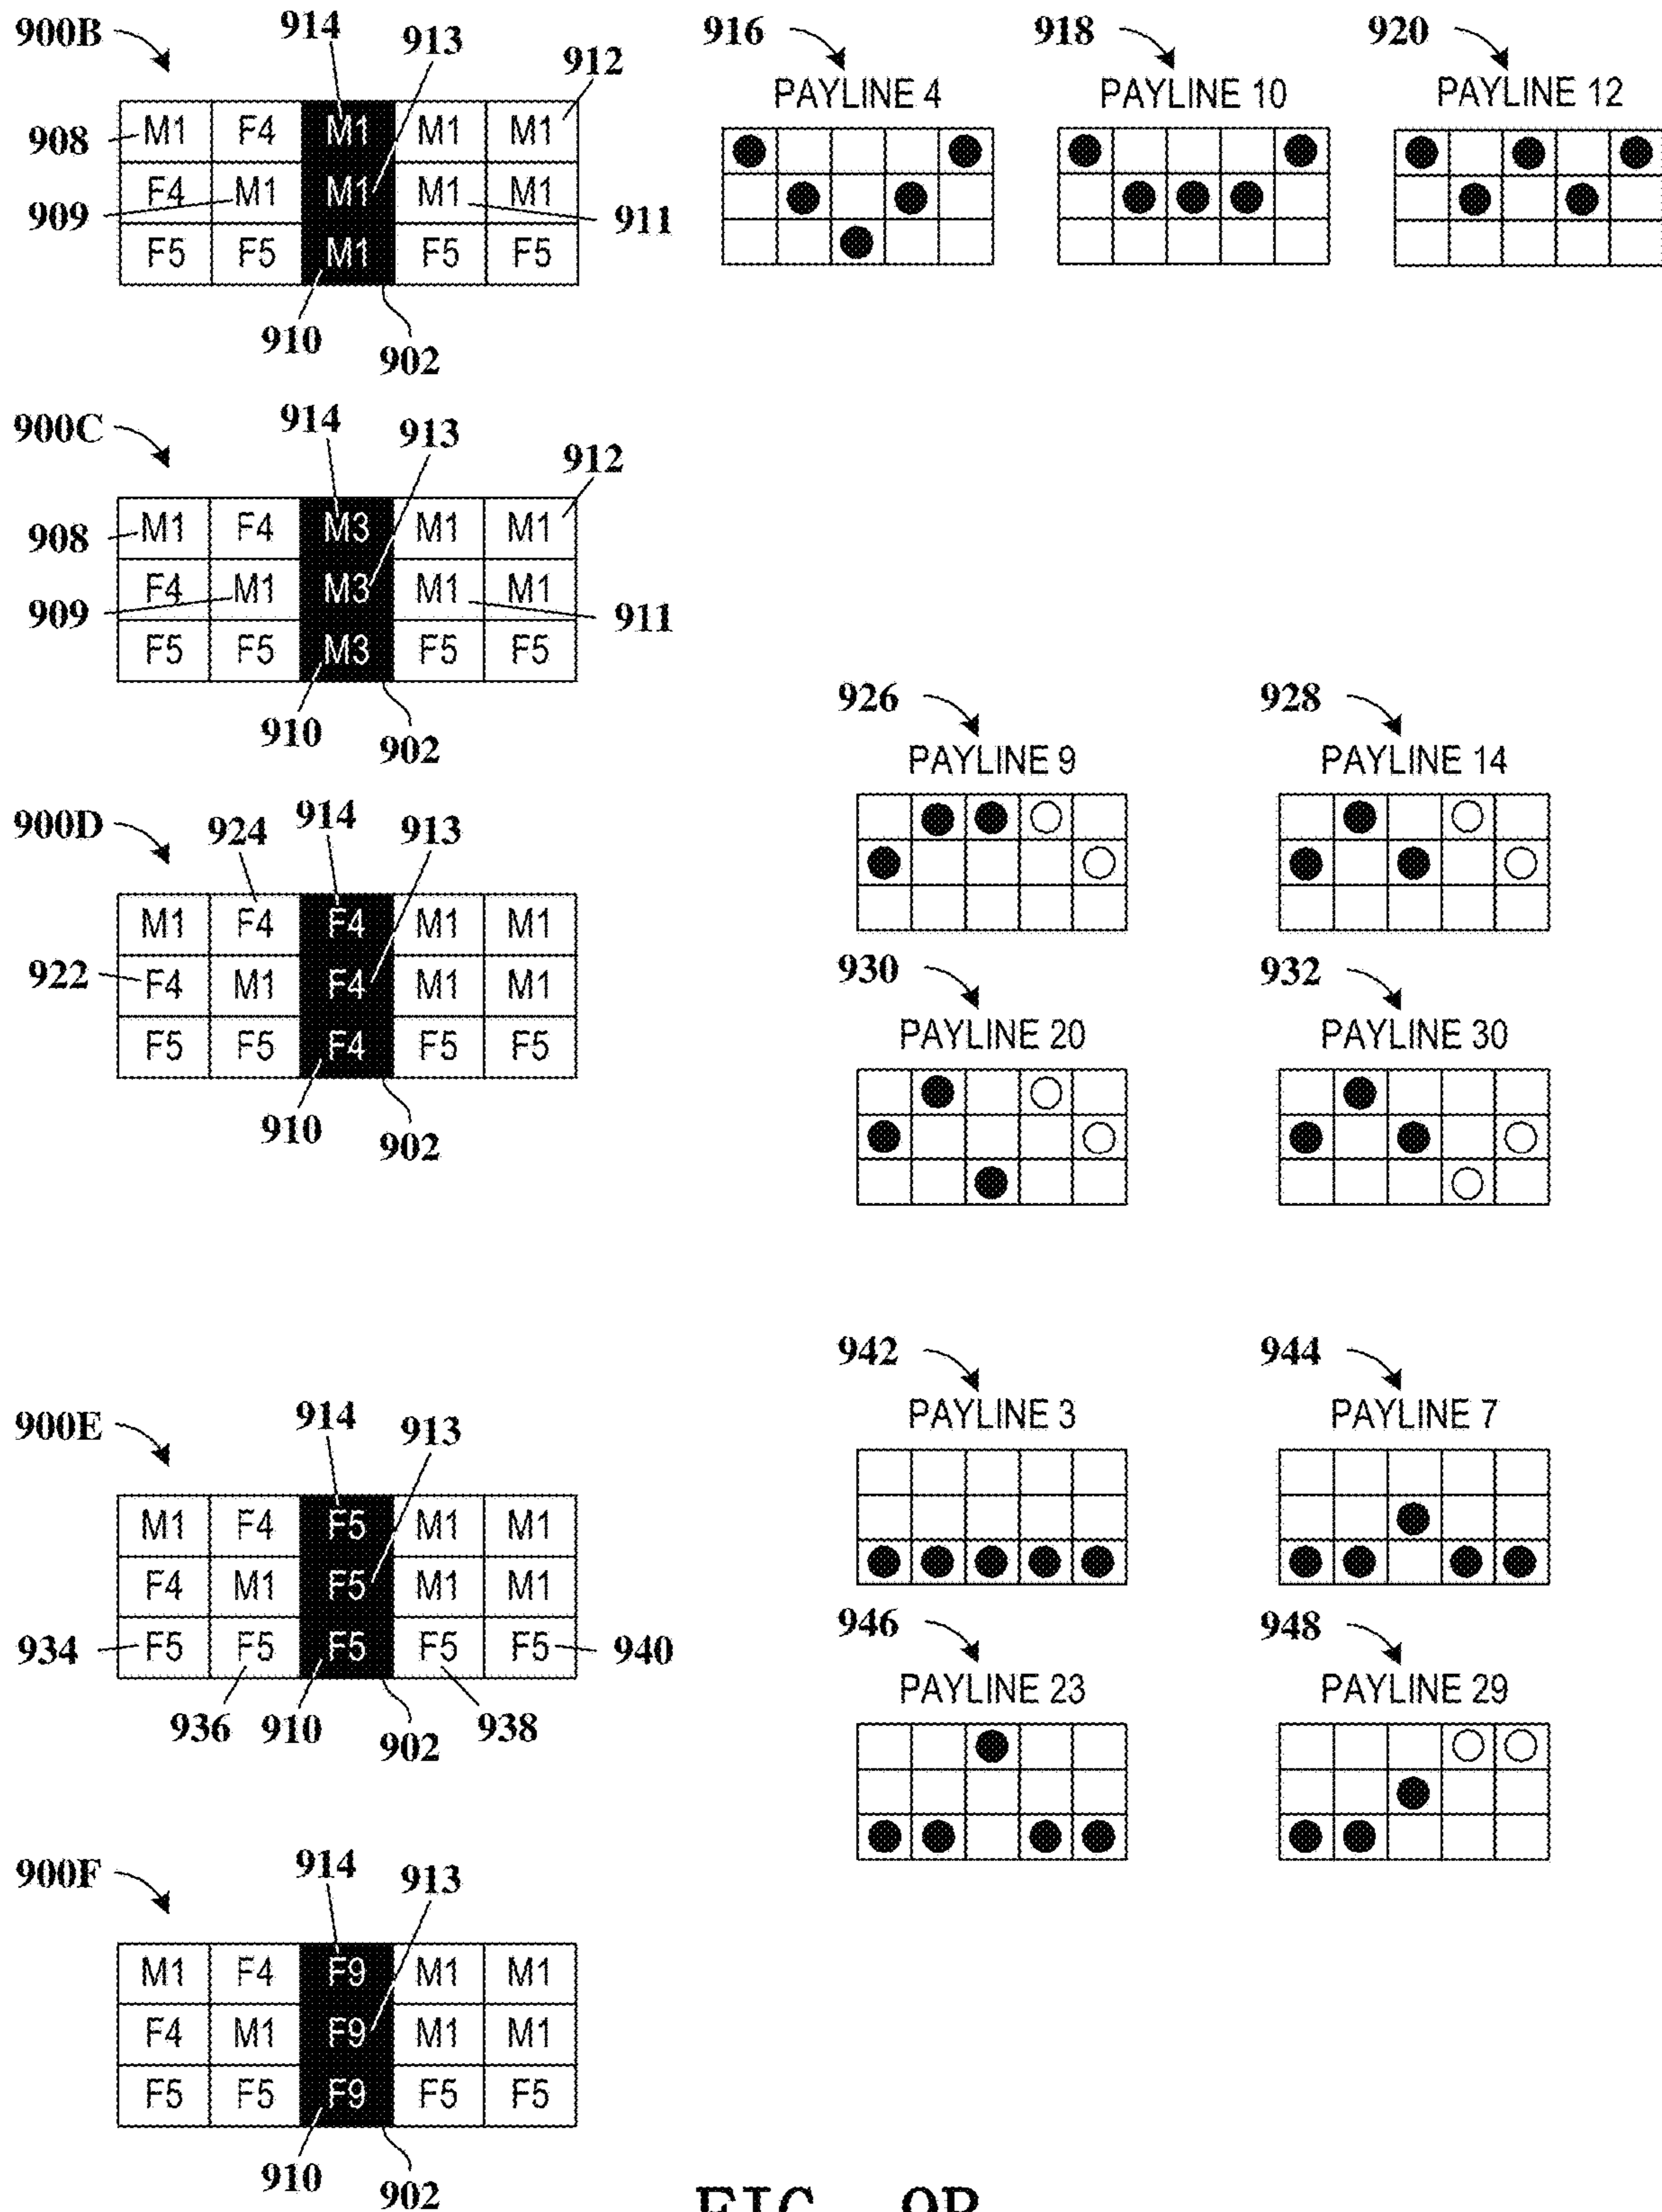 900B 914 913 912 916 918 920
PAYLINE 4 PAYLINE 10 PAYLINE 12
908 M1 F4 M1 M1 M1
909 F4 M1 M1 M1 M1 911
F5 F5 M1 F5 F5
910 902
900C 914 913 912
908 M1 F4 M3 M1 M1
909 F4 M1 M3 M1 M1 911
F5 F5 M3 F5 F5
910 902
926 928
PAYLINE 9 PAYLINE 14
900D 924 914 913
M1 F4 F4 M1 M1
922 F4 M1 F4 M1 M1
F5 F5 F4 F5 F5
910 902
930 932
PAYLINE 20 PAYLINE 30
942 944
PAYLINE 3 PAYLINE 7
900E 914 913
M1 F4 F5 M1 M1
F4 M1 F5 M1 M1
934 F5 F5 F5 F5 F5 940
936 910 902 938
946 948
PAYLINE 23 PAYLINE 29
900F 914 913
M1 F4 F9 M1 M1
F4 M1 F9 M1 M1
F5 F5 F9 F5 F5
910 902
FIG. 9B